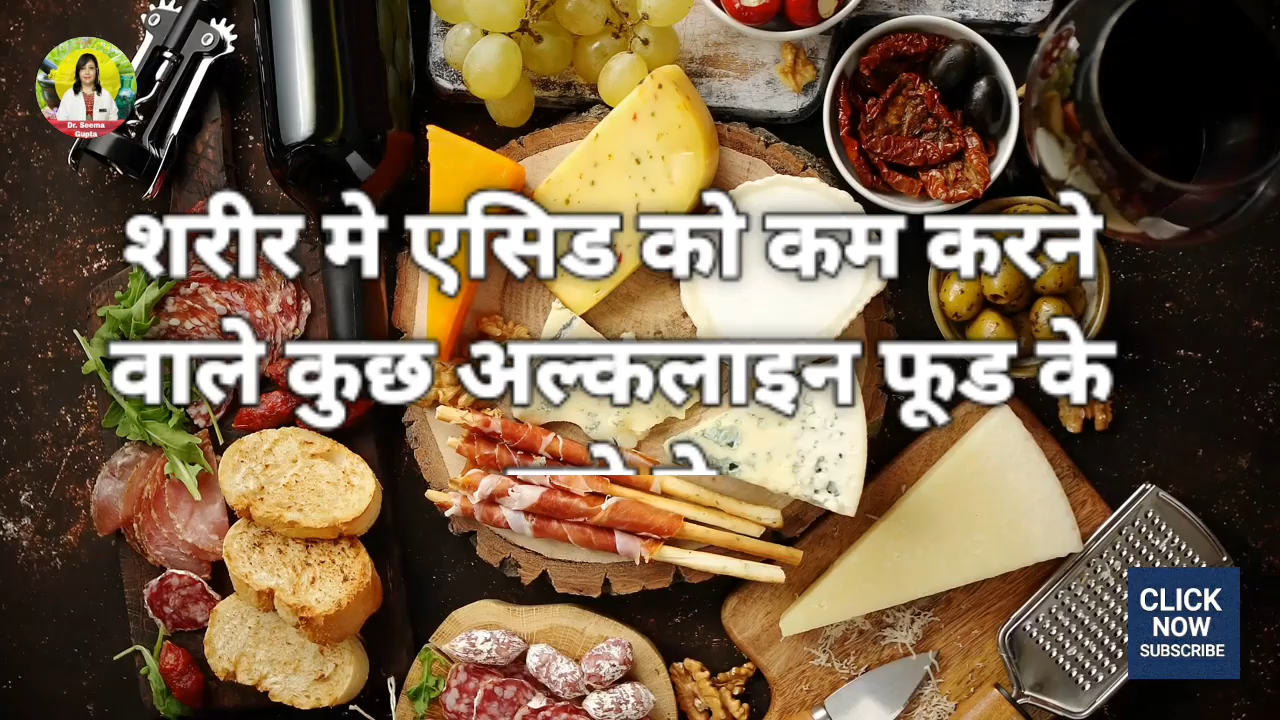 Dr. Seema
Gupta
शरीर मे एसिड को कम करने
वाले कुछ अल्कलाइन फूड के
CLICK
NOW
SUBSCRIBE